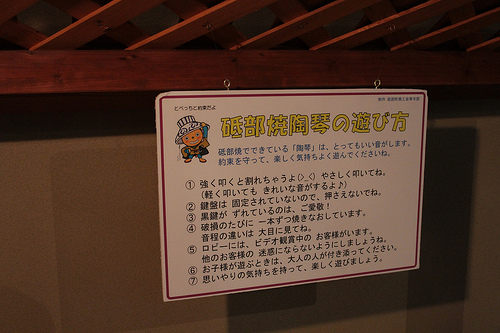 とべっちと約束だよ
砥部焼陶琴の遊び方
砥部焼でできている「陶琴」は、とってもいい音がします。
約束を守って、楽しく気持ちよく遊んでくださいね。
① 強く叩くと割れちゃうよ(>_<) やさしく叩いてね。
(軽く叩いても きれいな音がするよ♪)
② 鍵盤は 固定されていないので、押さえないでね。
③ 黒鍵が ずれているのは、ご愛敬！
④ 破損のたびに 一本ずつ焼きなおしています。
音程の違いは 大目に見てね。
⑤ ロビーには、ビデオ観賞中の お客様がいます。
他のお客様の 迷惑にならないようにしましょうね。
⑥ お子様が遊ぶときは、大人の人が付き添ってください。
⑦ 思いやりの気持ちを持って、楽しく遊びましょう。